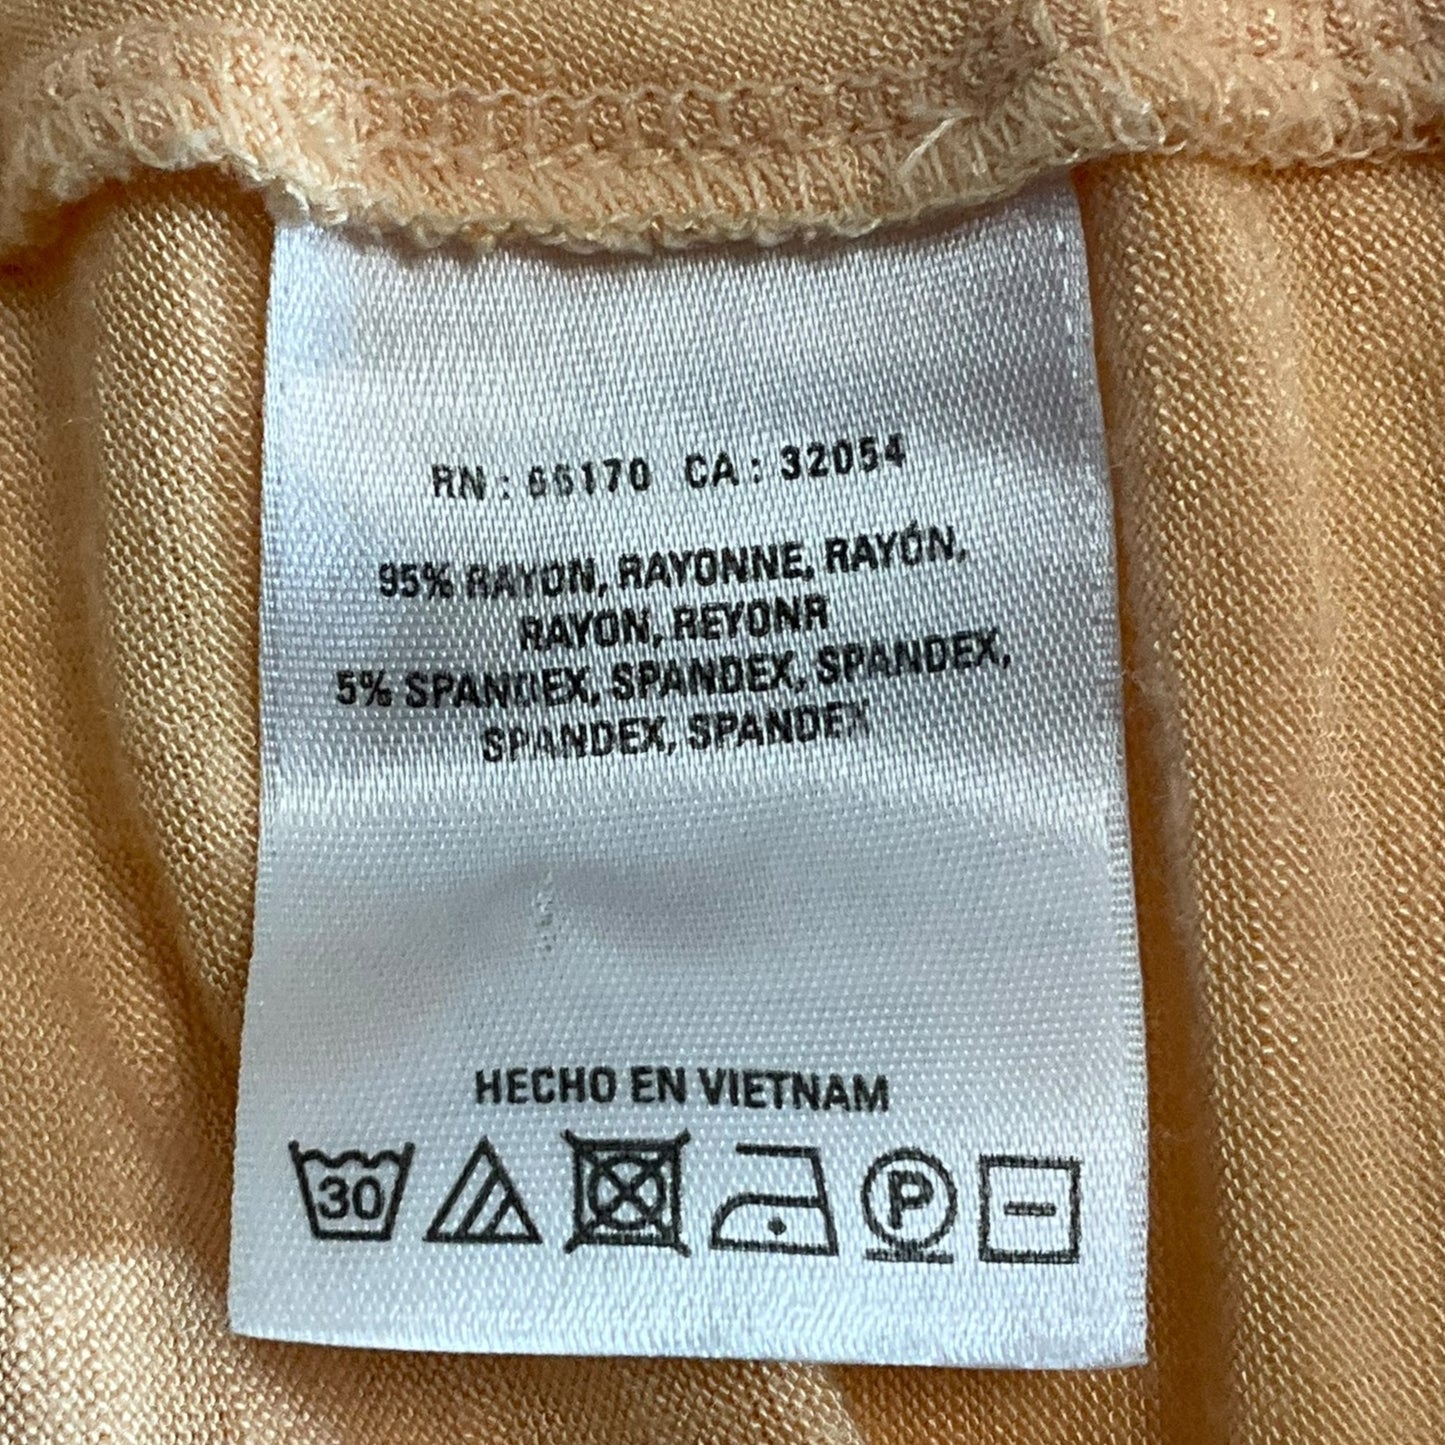 RN : 66170 CA : 32054
95% RAYON, RAYONNE, RAYÓN,
RAYON, REYONR
5% SPANDEX, SPANDEX, SPANDEX,
SPANDEX, SPANDEX
HECHO EN VIETNAM
30
P